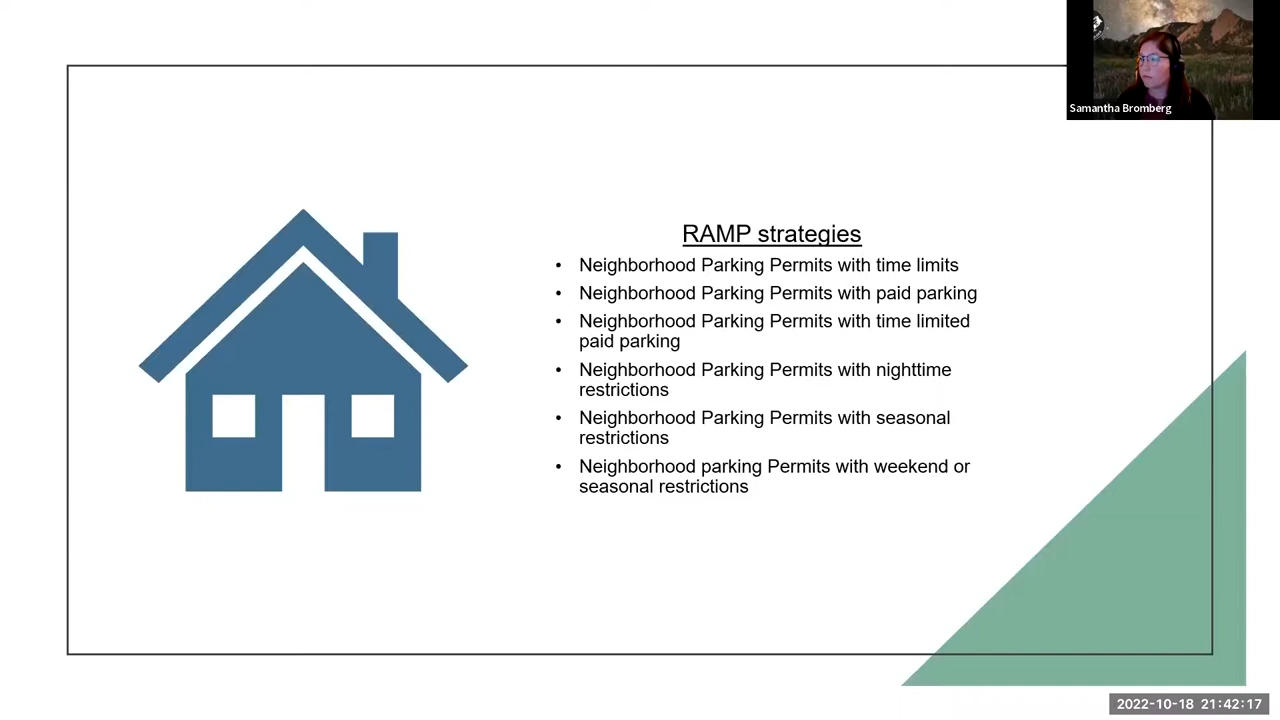 Samantha Bromberg
RAMP strategies
• Neighborhood Parking Permits with time limits
• Neighborhood Parking Permits with paid parking
• Neighborhood Parking Permits with time limited
paid parking
• Neighborhood Parking Permits with nighttime
restrictions
• Neighborhood Parking Permits with seasonal
restrictions
• Neighborhood parking Permits with weekend or
seasonal restrictions
2022-10-18 21:42:17